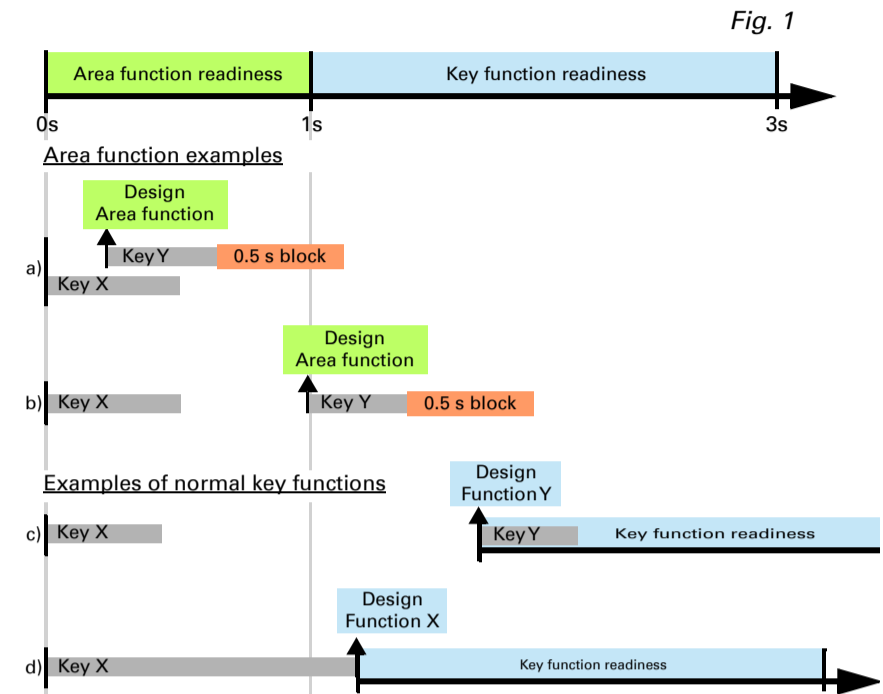 Fig. 1
Area function readiness
Key function readiness
0s
1s
3s
Area function examples
Design
Area function
a)
Key Y
0.5 s block
Key X
Design
Area function
b)
Key X
Key Y
0.5 s block
Examples of normal key functions
Design
Function Y
c)
Key X
Key Y
Key function readiness
Design
Function X
d)
Key X
Key function readiness